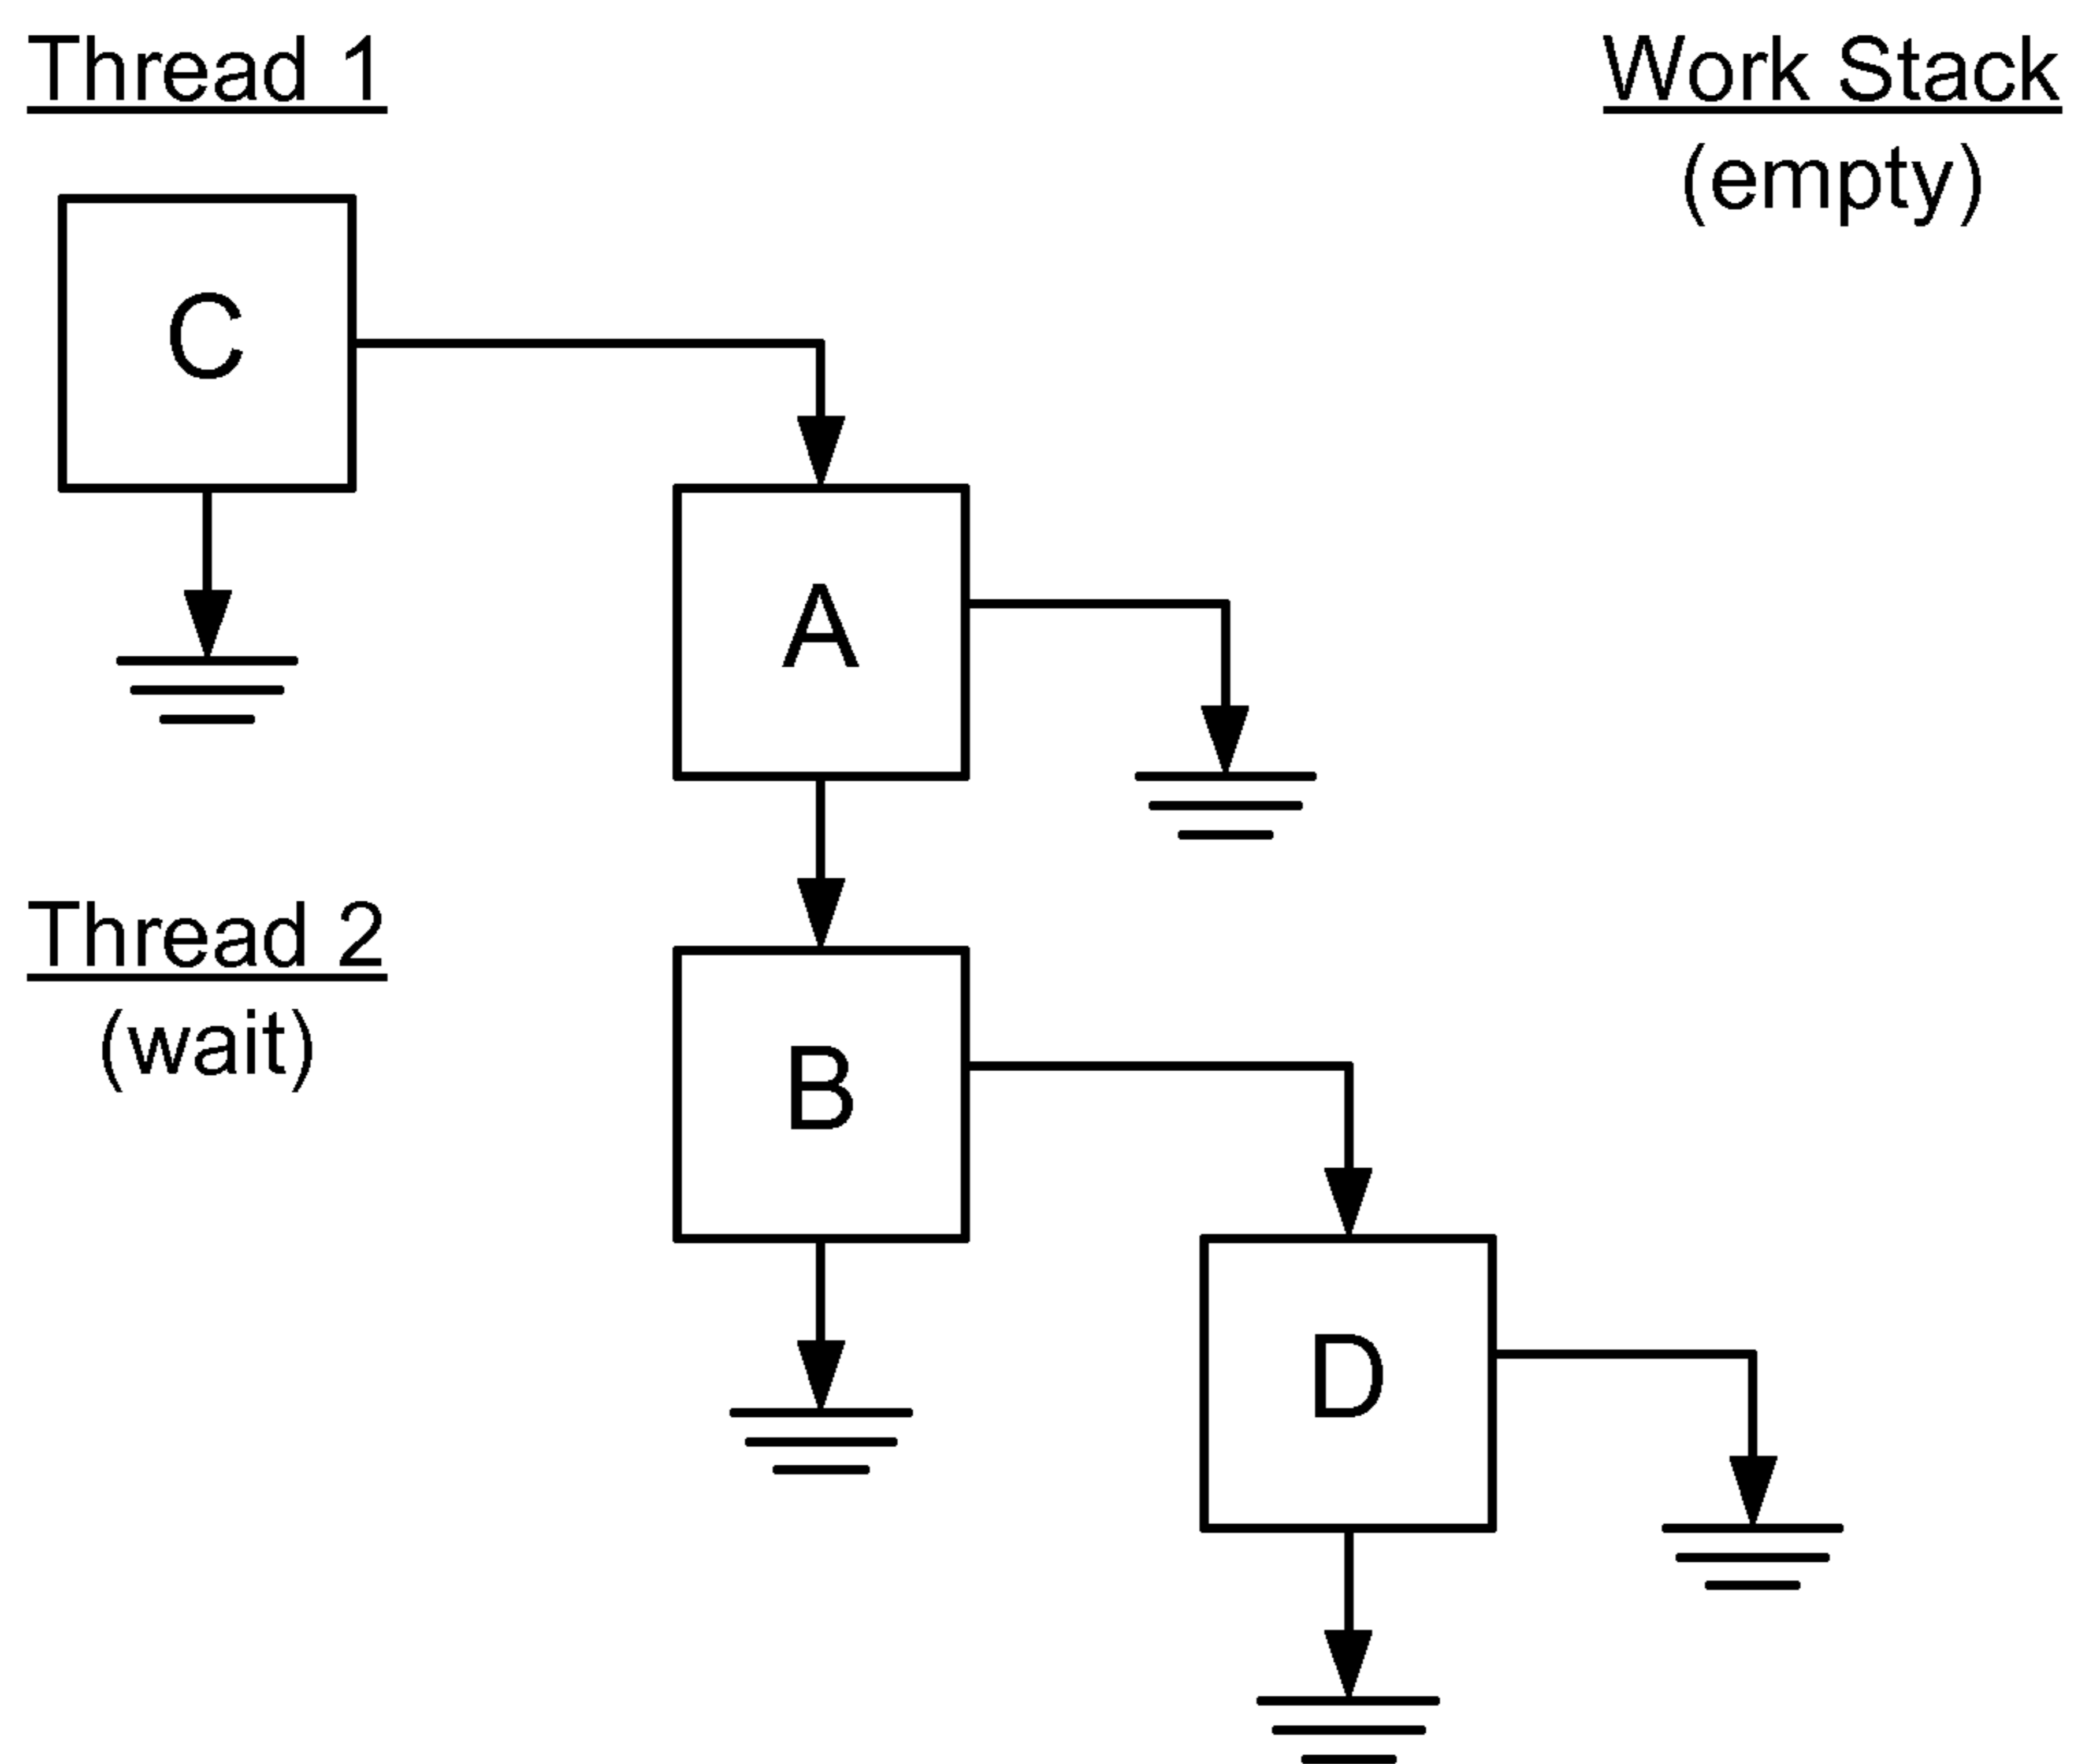 Thread 1
Work Stack
(empty)
C
A
Thread 2
(wait)
B
D